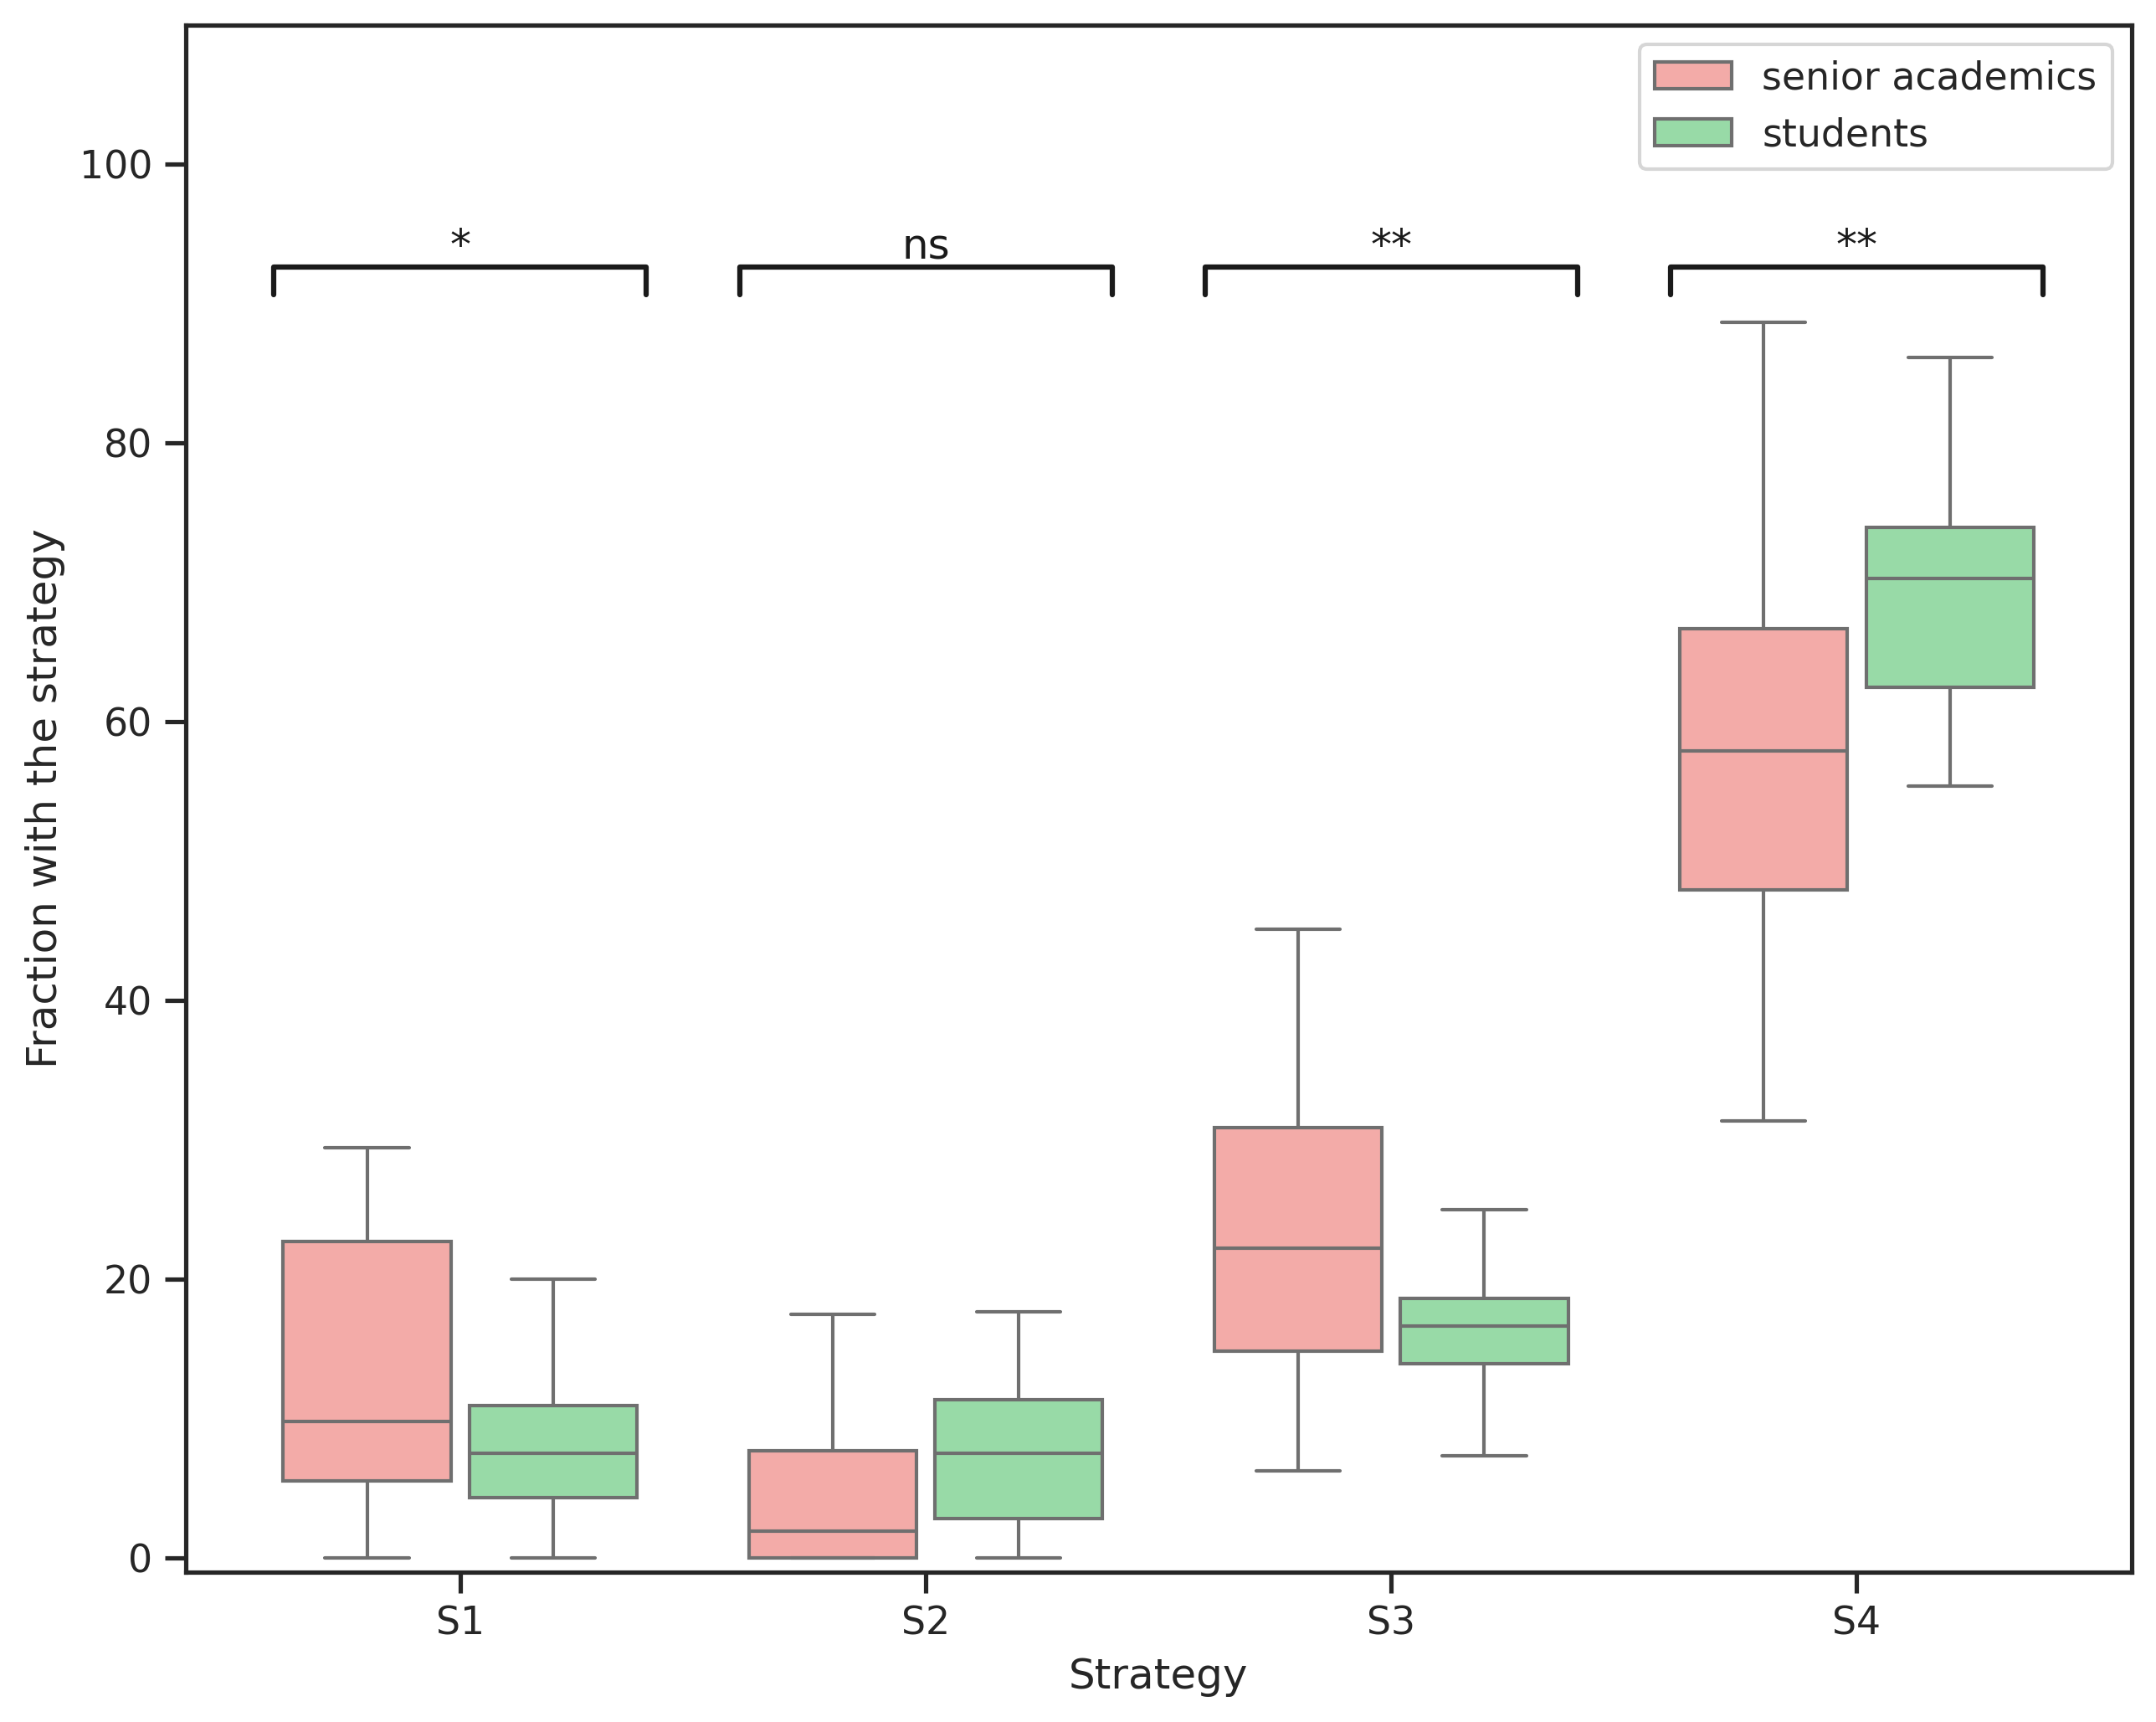 senior academics
students
100
80
60
40
20
0
Fraction with the strategy
*
ns
**
**
S1
S2
S3
S4
Strategy